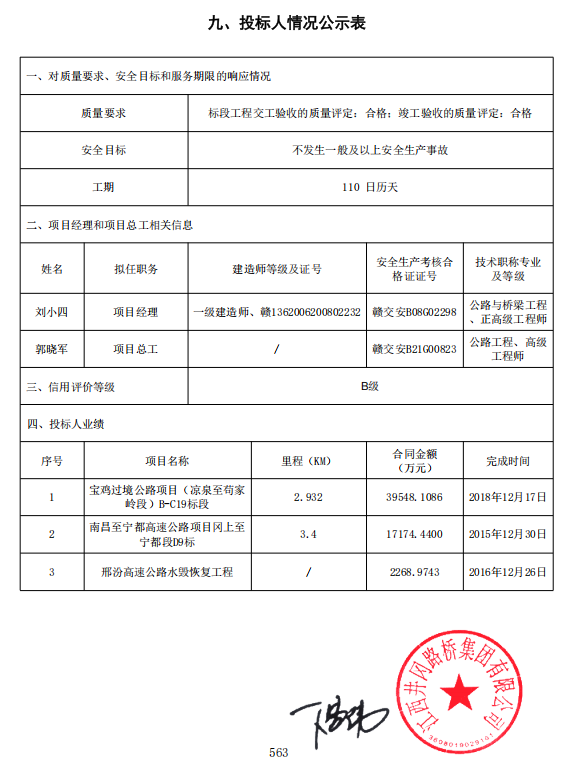 九、投标人情况公示表
一、对质量要求、安全目标和服务期限的响应情况
质量要求 标段工程交工验收的质量评定：合格；竣工验收的质量评定：合格
安全目标 不发生一般及以上安全生产事故
工期 110 日历天
二、项目经理和项目总工相关信息
姓名 拟任职务 建造师等级及证号 安全生产考核合
格证证号 技术职称专业
及等级
刘小四 项目经理 一级建造师、赣1362006200802232 赣交安B08G02298 公路与桥梁工程
、正高级工程师
郭晓军 项目总工 / 赣交安B21G00823 公路工程、高级
工程师
三、信用评价等级 B级
四、投标人业绩
序号 项目名称 里程（KM） 合同金额
（万元） 完成时间
1 宝鸡过境公路项目（凉泉至苟家
岭段）B-C19标段 2.932 39548.1086 2018年12月17日
2 南昌至宁都高速公路项目冈上至
宁都段D9标 3.4 17174.4400 2015年12月30日
3 邢汾高速公路水毁恢复工程 / 2268.9743 2016年12月26日
江西井冈路桥集团有限公司
563